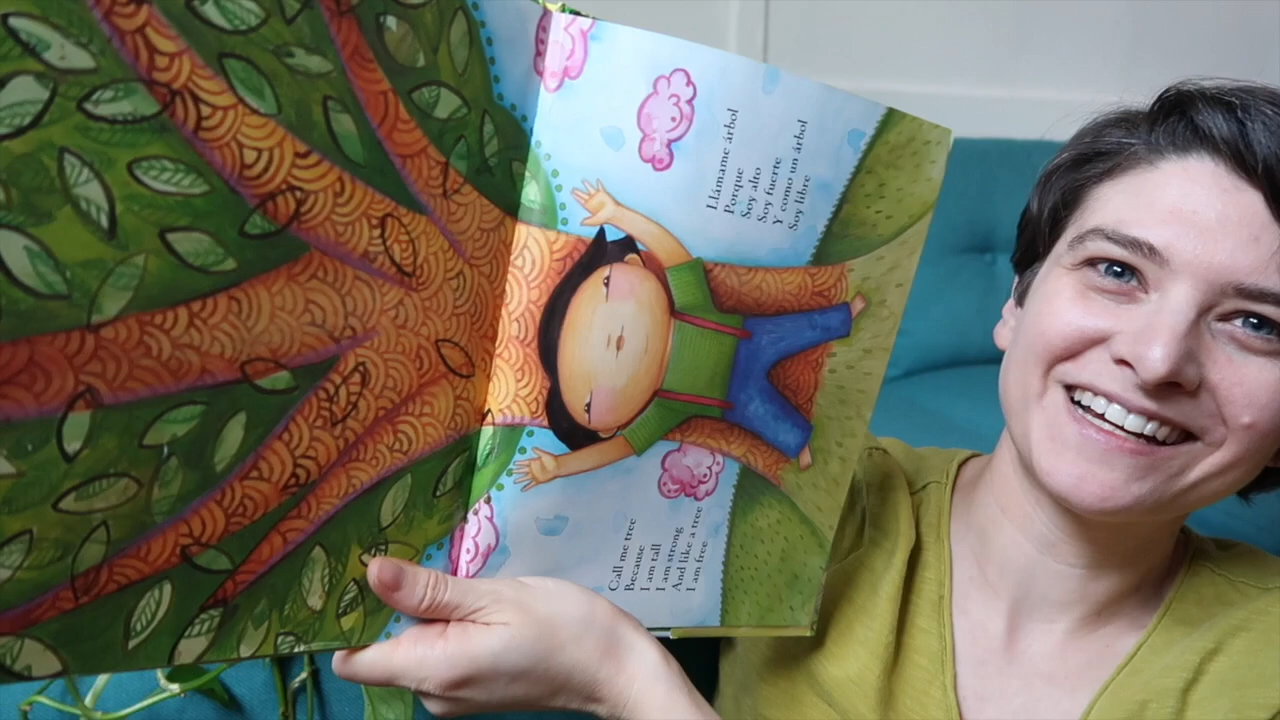 Llámame árbol
Porque
Soy alto
Soy fuerte
Y como un árbol
Soy libre
Call me tree
Because
I am tall
I am strong
And like a tree
I am free